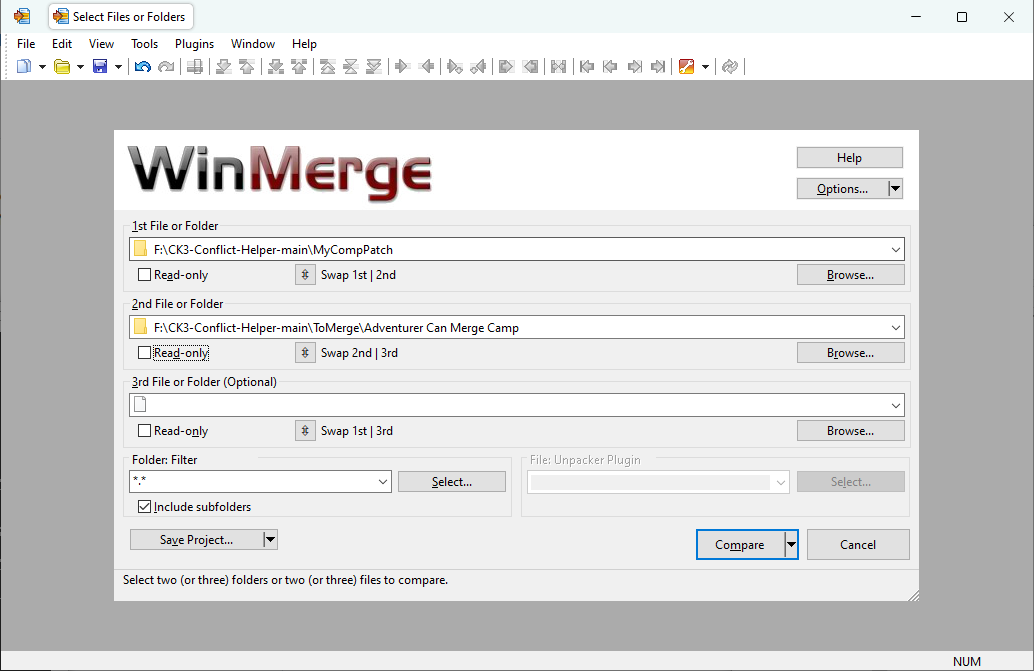 Select Files or Folders
File Edit View Tools Plugins Window Help
WinMerge
Help
Options...
1st File or Folder
F:\CK3-Conflict-Helper-main\MyCompPatch
Read-only Swap 1st | 2nd Browse...
2nd File or Folder
F:\CK3-Conflict-Helper-main\ToMerge\Adventurer Can Merge Camp
Read-only Swap 2nd | 3rd Browse...
3rd File or Folder (Optional)
Read-only Swap 1st | 3rd Browse...
Folder: Filter File: Unpacker Plugin
*.* Select... Select...
Include subfolders
Save Project... Compare Cancel
Select two (or three) folders or two (or three) files to compare.
NUM